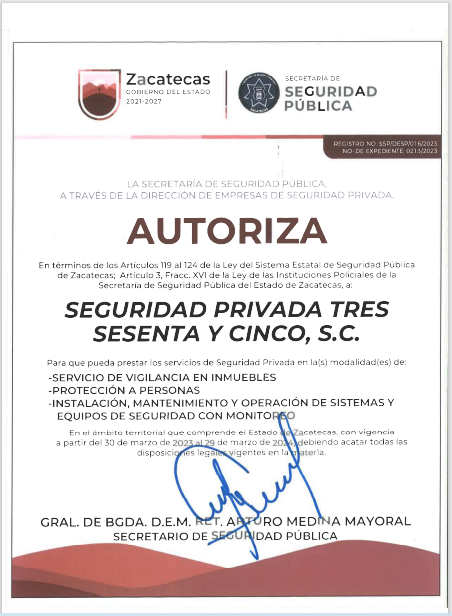 Zacatecas
GOBIERNO DEL ESTADO
2021-2027
SECRETARÍA DE
SEGURIDAD
PÚBLICA
REGISTRO NO. SSP/DESP/016/2023
NO. DE EXPEDIENTE: 0213/2023
LA SECRETARÍA DE SEGURIDAD PÚBLICA,
A TRAVÉS DE LA DIRECCIÓN DE EMPRESAS DE SEGURIDAD PRIVADA,
AUTORIZA
En términos de los Artículos 119 al 124 de la Ley del Sistema Estatal de Seguridad Pública
de Zacatecas; Artículo 3, Fracc. XVI de la Ley de las Instituciones Policiales de la
Secretaría de Seguridad Pública del Estado de Zacatecas, a:
SEGURIDAD PRIVADA TRES
SESENTA Y CINCO, S.C.
Para que pueda prestar los servicios de Seguridad Privada en la(s) modalidad(es) de:
-SERVICIO DE VIGILANCIA EN INMUEBLES
-PROTECCIÓN A PERSONAS
-INSTALACIÓN, MANTENIMIENTO Y OPERACIÓN DE SISTEMAS Y
EQUIPOS DE SEGURIDAD CON MONITOREO
En el ámbito territorial que comprende el Estado de Zacatecas, con vigencia
a partir del 30 de marzo de 2023 al 29 de marzo de 2024, debiendo acatar todas las
disposiciones legales vigentes en la materia.
GRAL. DE BGDA. D.E.M. RET. ARTURO MEDINA MAYORAL
SECRETARIO DE SEGURIDAD PÚBLICA